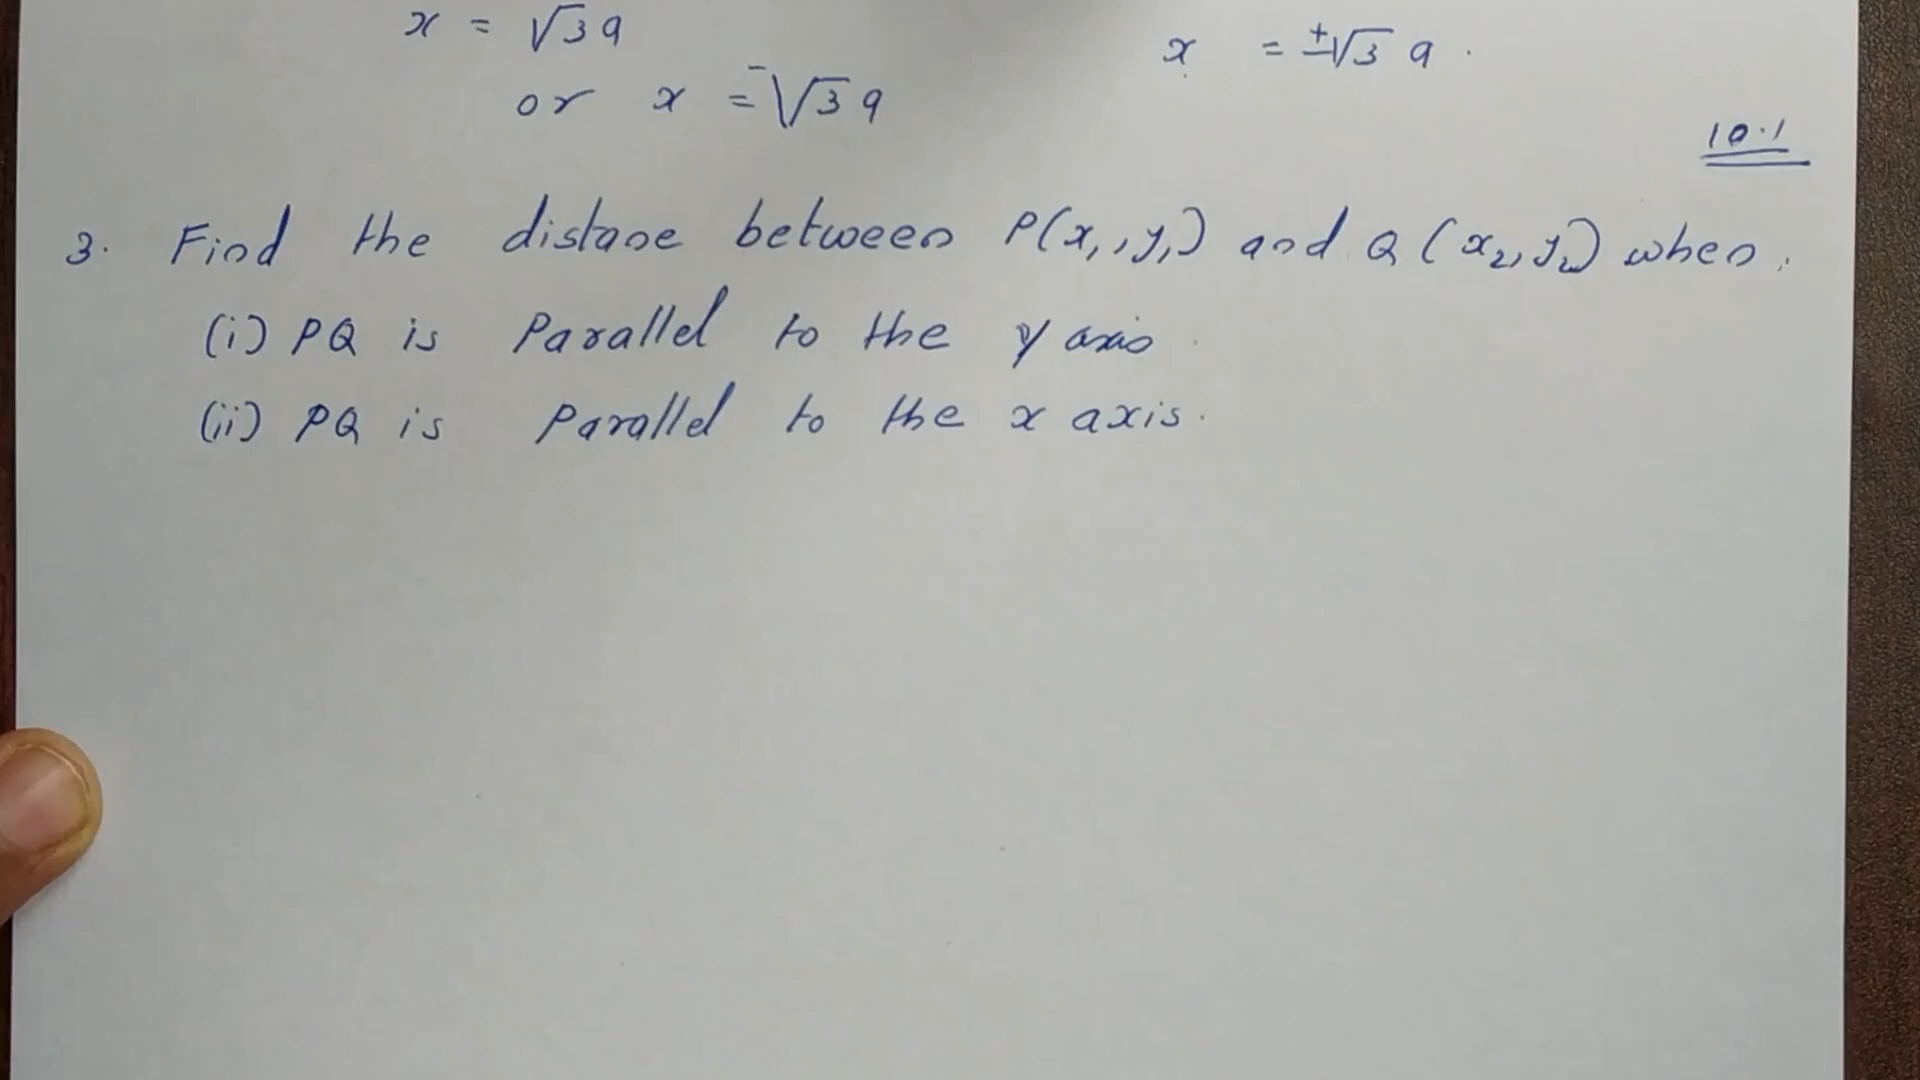 x = √3 a
x = ±√3 a.
or x = -√3 a
10.1
3. Find the distane between P(x₁, y₁) and Q (x₂, y₂) when.
(i) PQ is Parallel to the y axis.
(ii) PQ is Parallel to the x axis.